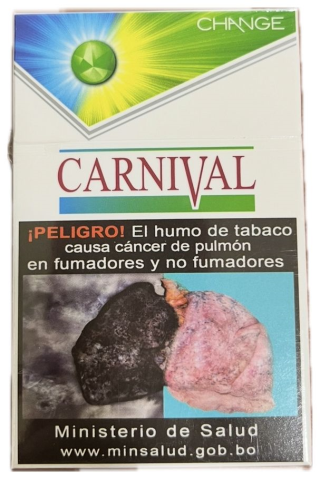 CHANGE
CARNIVAL
¡PELIGRO! El humo de tabaco
causa cáncer de pulmón
en fumadores y no fumadores
Ministerio de Salud
www.minsalud.gob.bo